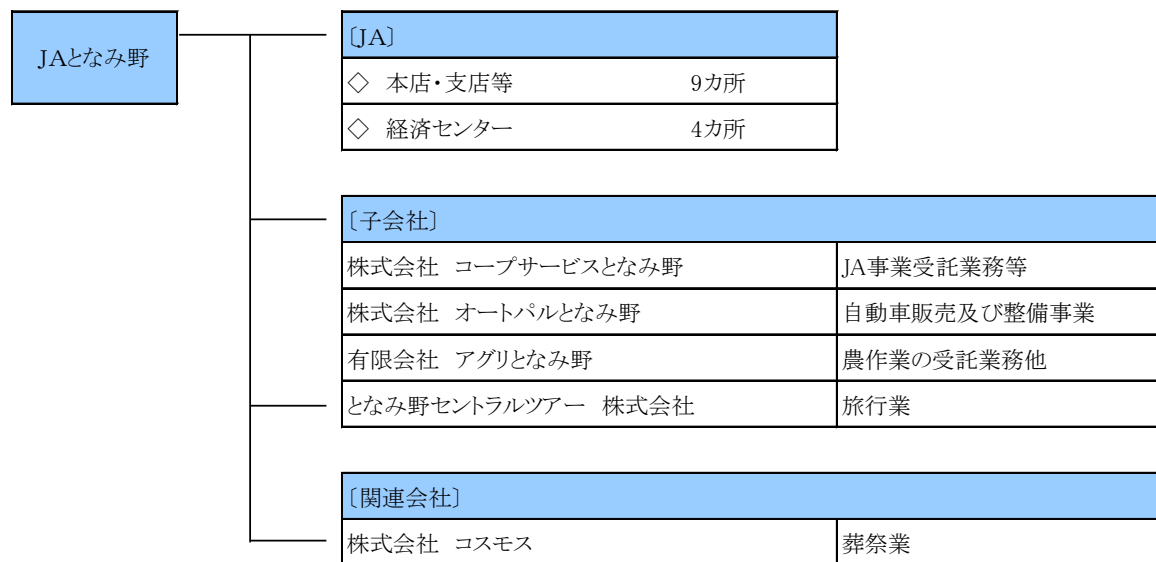 JAとなみ野
〔JA〕
◇ 本店・支店等 9カ所
◇ 経済センター 4カ所
〔子会社〕
株式会社 コープサービスとなみ野 JA事業受託業務等
株式会社 オートパルとなみ野 自動車販売及び整備事業
有限会社 アグリとなみ野 農作業の受託業務他
となみ野セントラルツアー 株式会社 旅行業
〔関連会社〕
株式会社 コスモス 葬祭業